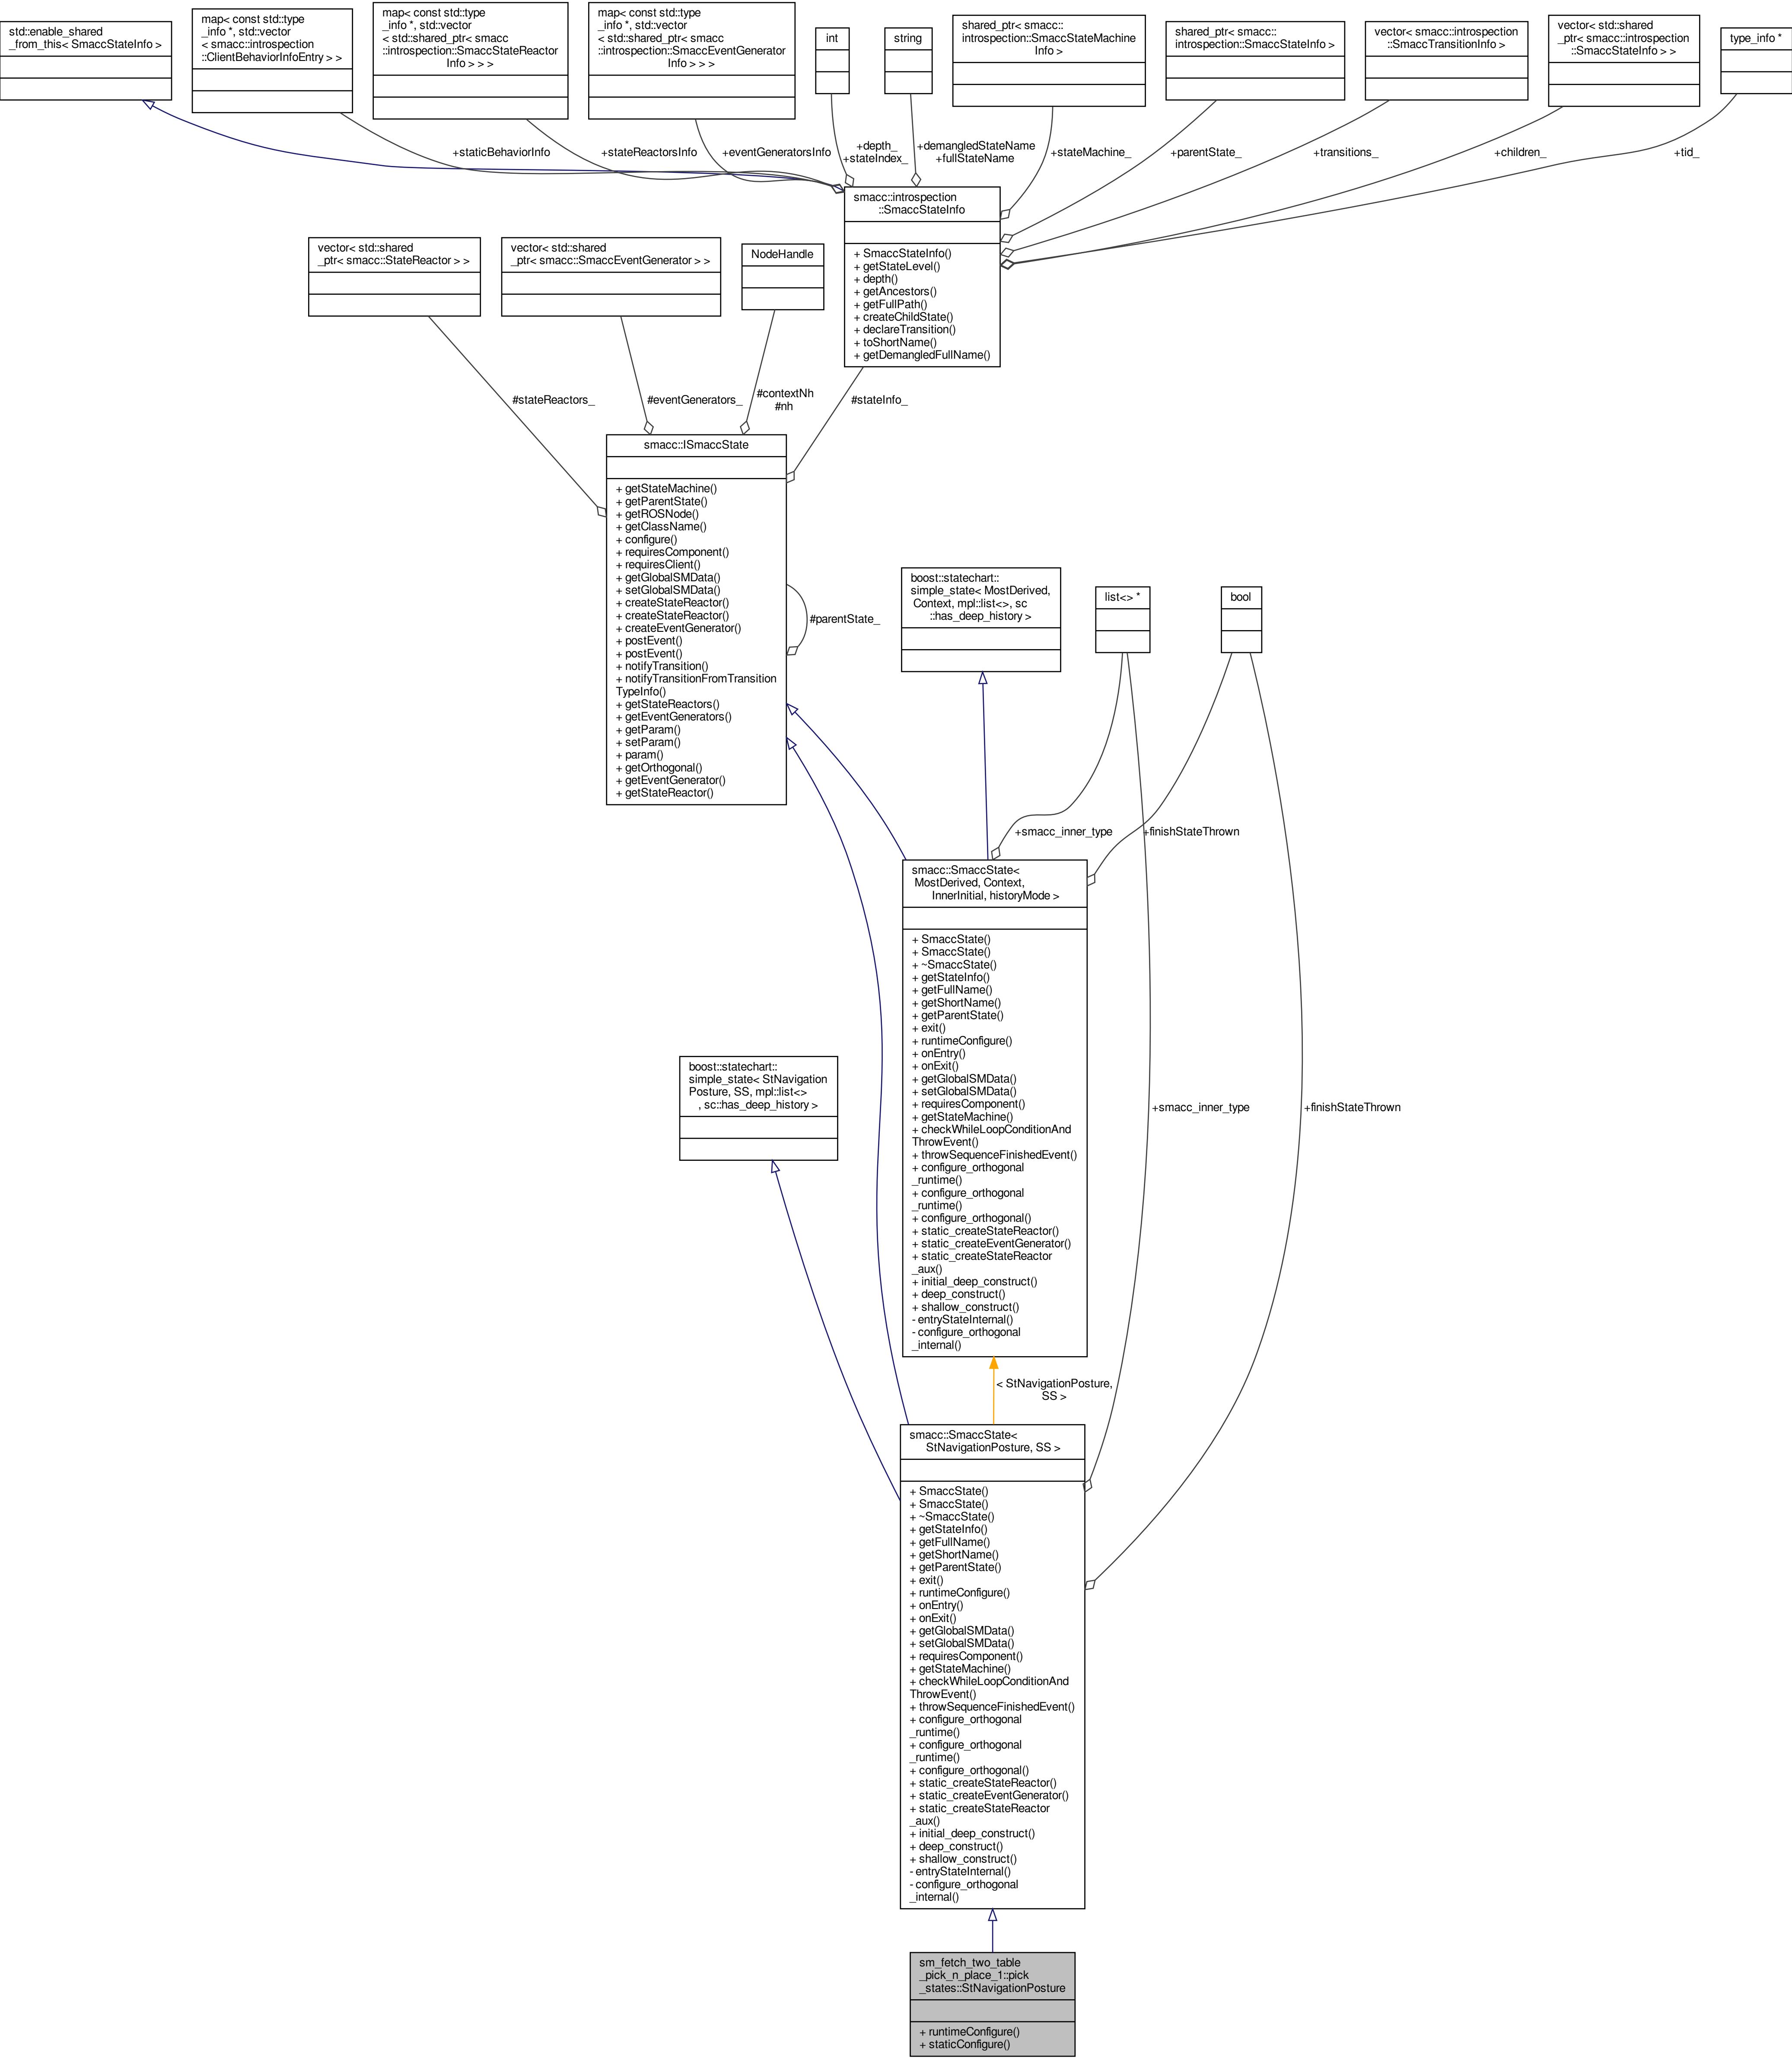 std::enable_shared
_from_this< SmaccStateInfo >
map< const std::type
_info *, std::vector
< smacc::introspection
::ClientBehaviorInfoEntry > >
map< const std::type
_info *, std::vector
< std::shared_ptr< smacc
::introspection::SmaccStateReactor
Info > > >
map< const std::type
_info *, std::vector
< std::shared_ptr< smacc
::introspection::SmaccEventGenerator
Info > > >
int
string
shared_ptr< smacc::
introspection::SmaccStateMachine
Info >
shared_ptr< smacc::
introspection::SmaccStateInfo >
vector< smacc::introspection
::SmaccTransitionInfo >
vector< std::shared
_ptr< smacc::introspection
::SmaccStateInfo > >
type_info *
+staticBehaviorInfo
+stateReactorsInfo
+eventGeneratorsInfo
+depth_
+stateIndex_
+demangledStateName
+fullStateName
+stateMachine_
+parentState_
+transitions_
+children_
+tid_
smacc::introspection
::SmaccStateInfo
+ SmaccStateInfo()
+ getStateLevel()
+ depth()
+ getAncestors()
+ getFullPath()
+ createChildState()
+ declareTransition()
+ toShortName()
+ getDemangledFullName()
vector< std::shared
_ptr< smacc::StateReactor > >
vector< std::shared
_ptr< smacc::SmaccEventGenerator > >
NodeHandle
#stateReactors_
#eventGenerators_
#contextNh
#nh
#stateInfo_
smacc::ISmaccState
+ getStateMachine()
+ getParentState()
+ getROSNode()
+ getClassName()
+ configure()
+ requiresComponent()
+ requiresClient()
+ getGlobalSMData()
+ setGlobalSMData()
+ createStateReactor()
+ createStateReactor()
+ createEventGenerator()
+ postEvent()
+ postEvent()
+ notifyTransition()
+ notifyTransitionFromTransition
TypeInfo()
+ getStateReactors()
+ getEventGenerators()
+ getParam()
+ setParam()
+ param()
+ getOrthogonal()
+ getEventGenerator()
+ getStateReactor()
#parentState_
boost::statechart::
simple_state< MostDerived,
Context, mpl::list<>, sc
::has_deep_history >
list<> *
bool
+smacc_inner_type
+finishStateThrown
smacc::SmaccState<
MostDerived, Context,
InnerInitial, historyMode >
+ SmaccState()
+ SmaccState()
+ ~SmaccState()
+ getStateInfo()
+ getFullName()
+ getShortName()
+ getParentState()
+ exit()
+ runtimeConfigure()
+ onEntry()
+ onExit()
+ getGlobalSMData()
+ setGlobalSMData()
+ requiresComponent()
+ getStateMachine()
+ checkWhileLoopConditionAnd
ThrowEvent()
+ throwSequenceFinishedEvent()
+ configure_orthogonal
_runtime()
+ configure_orthogonal
_runtime()
+ configure_orthogonal()
+ static_createStateReactor()
+ static_createEventGenerator()
+ static_createStateReactor
_aux()
+ initial_deep_construct()
+ deep_construct()
+ shallow_construct()
- entryStateInternal()
- configure_orthogonal
_internal()
boost::statechart::
simple_state< StNavigation
Posture, SS, mpl::list<>
, sc::has_deep_history >
+smacc_inner_type
+finishStateThrown
< StNavigationPosture,
SS >
smacc::SmaccState<
StNavigationPosture, SS >
+ SmaccState()
+ SmaccState()
+ ~SmaccState()
+ getStateInfo()
+ getFullName()
+ getShortName()
+ getParentState()
+ exit()
+ runtimeConfigure()
+ onEntry()
+ onExit()
+ getGlobalSMData()
+ setGlobalSMData()
+ requiresComponent()
+ getStateMachine()
+ checkWhileLoopConditionAnd
ThrowEvent()
+ throwSequenceFinishedEvent()
+ configure_orthogonal
_runtime()
+ configure_orthogonal
_runtime()
+ configure_orthogonal()
+ static_createStateReactor()
+ static_createEventGenerator()
+ static_createStateReactor
_aux()
+ initial_deep_construct()
+ deep_construct()
+ shallow_construct()
- entryStateInternal()
- configure_orthogonal
_internal()
sm_fetch_two_table
_pick_n_place_1::pick
_states::StNavigationPosture
+ runtimeConfigure()
+ staticConfigure()